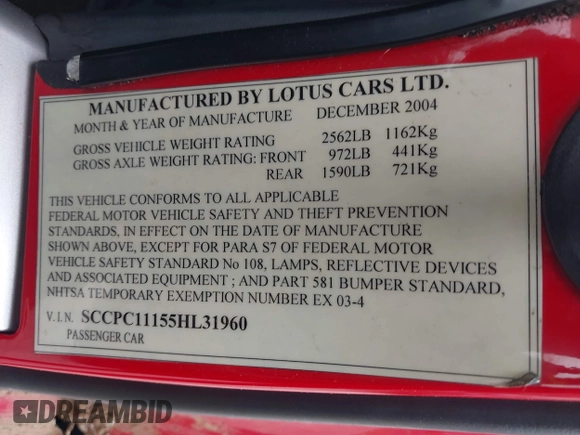 MANUFACTURED BY LOTUS CARS LTD.
MONTH & YEAR OF MANUFACTURE DECEMBER 2004
GROSS VEHICLE WEIGHT RATING 2562LB 1162Kg
GROSS AXLE WEIGHT RATING: FRONT 972LB 441Kg
REAR 1590LB 721Kg
THIS VEHICLE CONFORMS TO ALL APPLICABLE
FEDERAL MOTOR VEHICLE SAFETY AND THEFT PREVENTION
STANDARDS, IN EFFECT ON THE DATE OF MANUFACTURE
SHOWN ABOVE, EXCEPT FOR PARA S7 OF FEDERAL MOTOR
VEHICLE SAFETY STANDARD No 108, LAMPS, REFLECTIVE DEVICES
AND ASSOCIATED EQUIPMENT ; AND PART 581 BUMPER STANDARD,
NHTSA TEMPORARY EXEMPTION NUMBER EX 03-4
V.I.N. SCCPC11155HL31960
PASSENGER CAR
DREAMBID